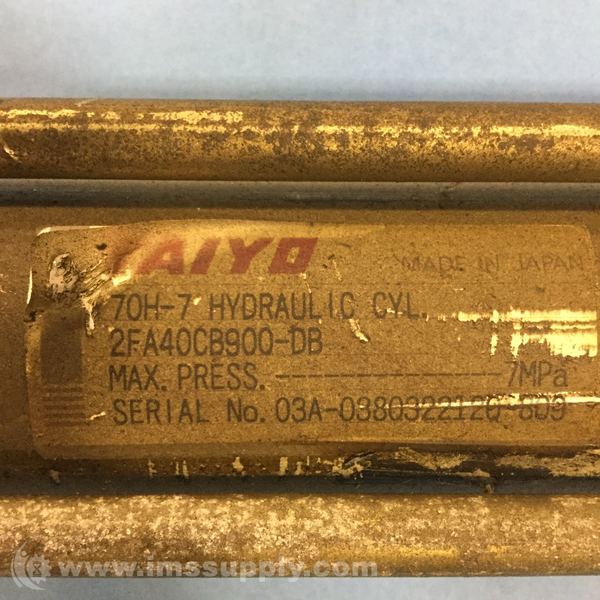 TAIYO
MADE IN JAPAN
70H-7 HYDRAULIC CYL.
2FA40CB900-DB
MAX. PRESS. 7MPa
SERIAL No.
www.imssupply.com